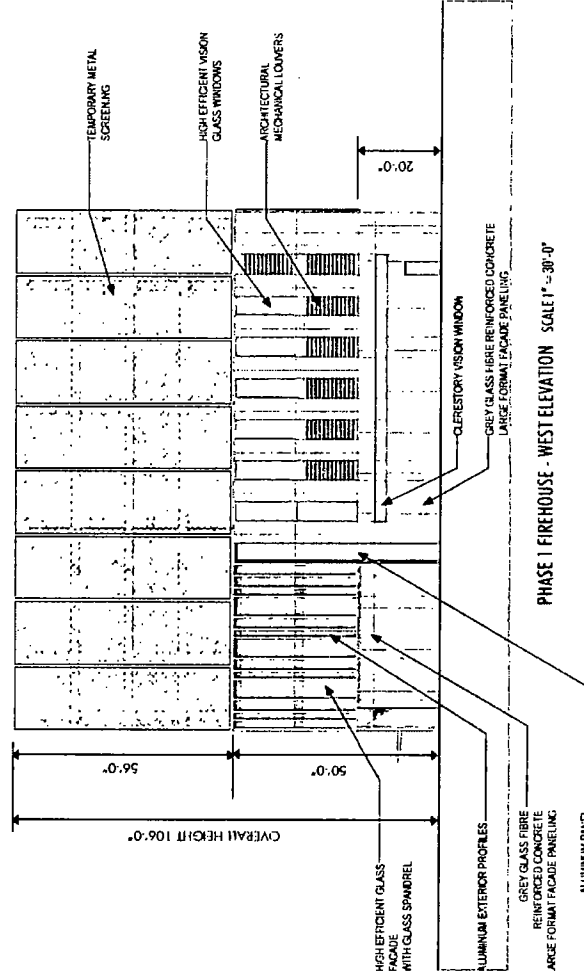 TEMPORARY METAL
SCREENING
HIGH EFFICIENT VISION
GLASS WINDOWS
ARCHITECTURAL
MECHANICAL LOUVERS
20'-0"
56'-0"
50'-0"
OVERALL HEIGHT 106'-0"
CLERESTORY VISION WINDOW
GREY GLASS FIBRE REINFORCED CONCRETE
LARGE FORMAT FACADE PANELING
HIGH EFFICIENT GLASS
FACADE
WITH GLASS SPANDREL
ALUMINUM EXTERIOR PROFILES
GREY GLASS FIBRE
REINFORCED CONCRETE
LARGE FORMAT FACADE PANELING
ALUMINUM PANEL
PHASE 1 FIREHOUSE - WEST ELEVATION SCALE 1" = 30'-0"